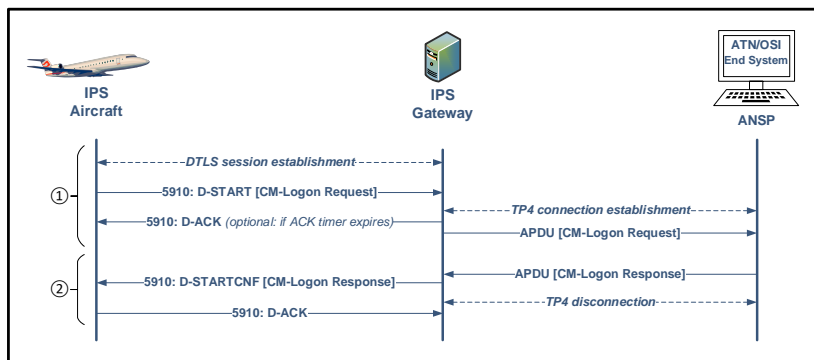 ATN/OSI
End System
IPS
Aircraft
IPS
Gateway
ANSP
①
DTLS session establishment
5910: D-START [CM-Logon Request]
TP4 connection establishment
5910: D-ACK (optional: if ACK timer expires)
APDU [CM-Logon Request]
②
APDU [CM-Logon Response]
5910: D-STARTCNF [CM-Logon Response]
TP4 disconnection
5910: D-ACK